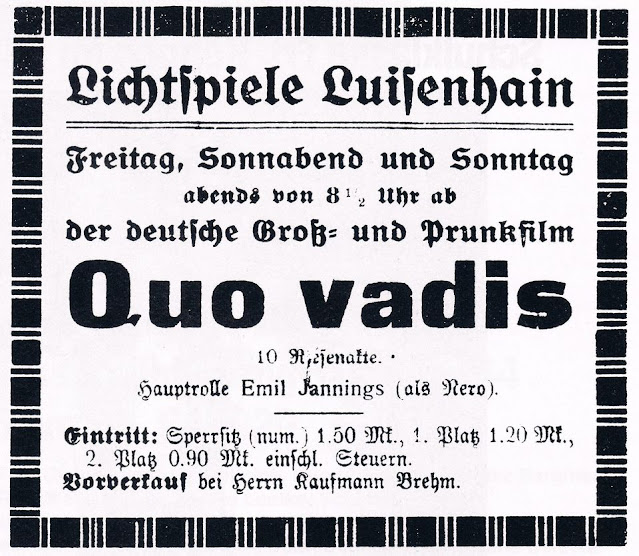 Lichtspiele Luisenhain
Freitag, Sonnabend und Sonntag
abends von 8 1/2 Uhr ab
der deutsche Groß- und Prunkfilm
Quo vadis
10 Riesenakte.
Hauptrolle Emil Jannings (als Nero).
Eintritt: Sperrsitz (num.) 1.50 Mk., 1. Platz 1.20 Mk.,
2. Platz 0.90 Mk. einschl. Steuern.
Vorverkauf bei Herrn Kaufmann Brehm.